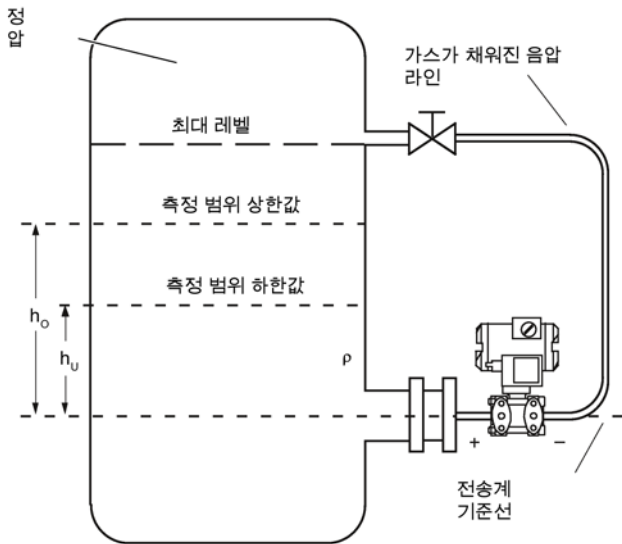 정
압
가스가 채워진 음압
라인
최대 레벨
측정 범위 상한값
측정 범위 하한값
hO
hU
ρ
+
−
전송계
기준선